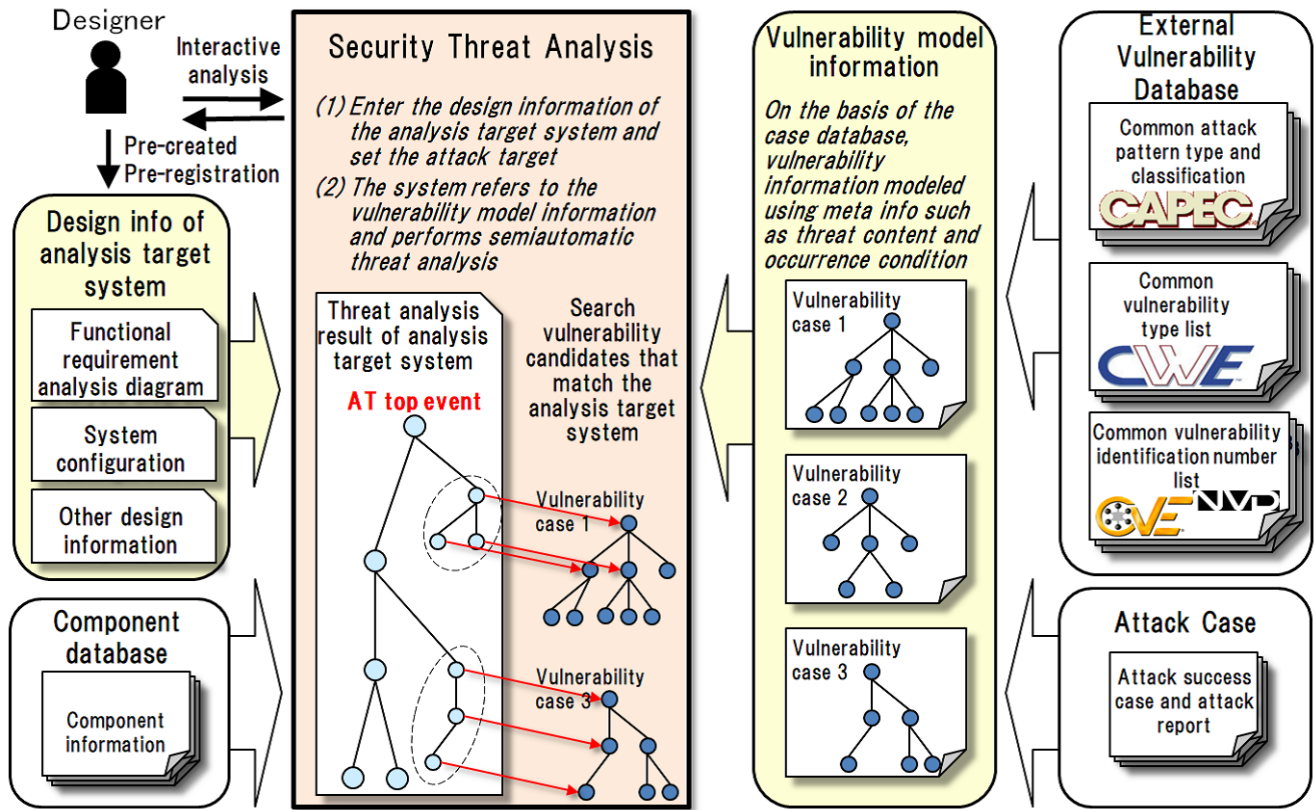 Designer
Interactive
analysis
Pre-created
Pre-registration
Design info of
analysis target
system
Functional
requirement
analysis diagram
System
configuration
Other design
information
Component
database
Component
information
Security Threat Analysis
(1) Enter the design information of
the analysis target system and
set the attack target
(2) The system refers to the
vulnerability model information
and performs semiautomatic
threat analysis
Threat analysis
result of analysis
target system
AT top event
Search
vulnerability
candidates that
match the
analysis target
system
Vulnerability
case 1
Vulnerability
case 3
Vulnerability model
information
On the basis of the
case database,
vulnerability
information modeled
using meta info such
as threat content and
occurrence condition
Vulnerability
case 1
Vulnerability
case 2
Vulnerability
case 3
External
Vulnerability
Database
Common attack
pattern type and
classification
CAPEC
Common
vulnerability
type list
CWE
Common vulnerability
identification number
list
CVE NVD
Attack Case
Attack success
case and attack
report